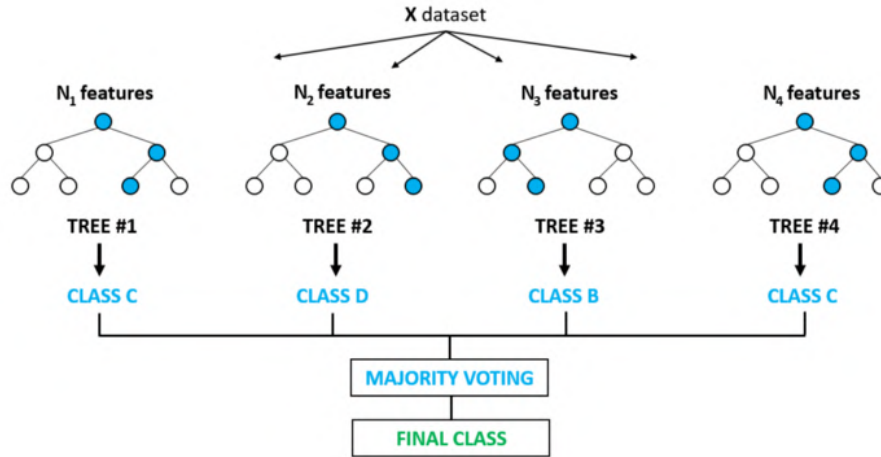 X dataset
N1 features
N2 features
N3 features
N4 features
TREE #1
TREE #2
TREE #3
TREE #4
CLASS C
CLASS D
CLASS B
CLASS C
MAJORITY VOTING
FINAL CLASS